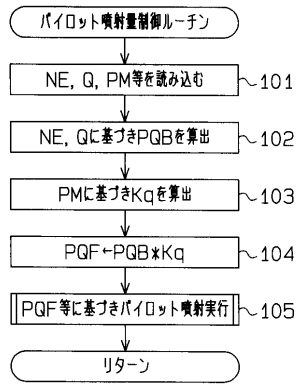 パイロット噴射量制御ルーチン
NE, Q, PM等を読み込む
101
NE, Qに基づきPQBを算出
102
PMに基づきKqを算出
103
PQF←PQB*Kq
104
PQF等に基づきパイロット噴射実行
105
リターン